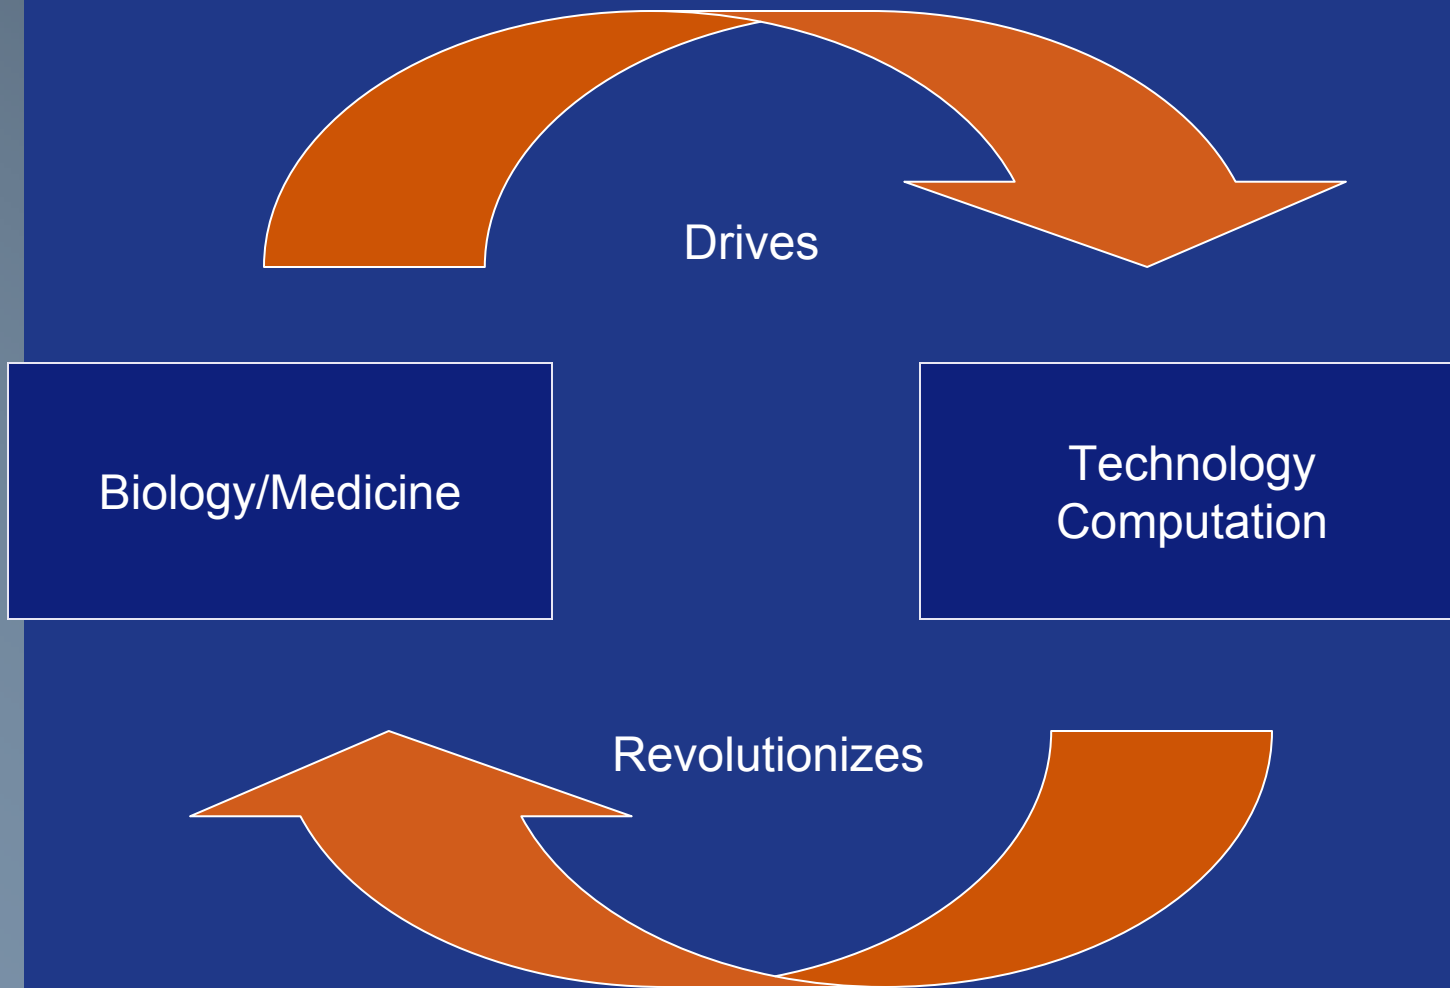 Drives
Biology/Medicine
Technology
Computation
Revolutionizes